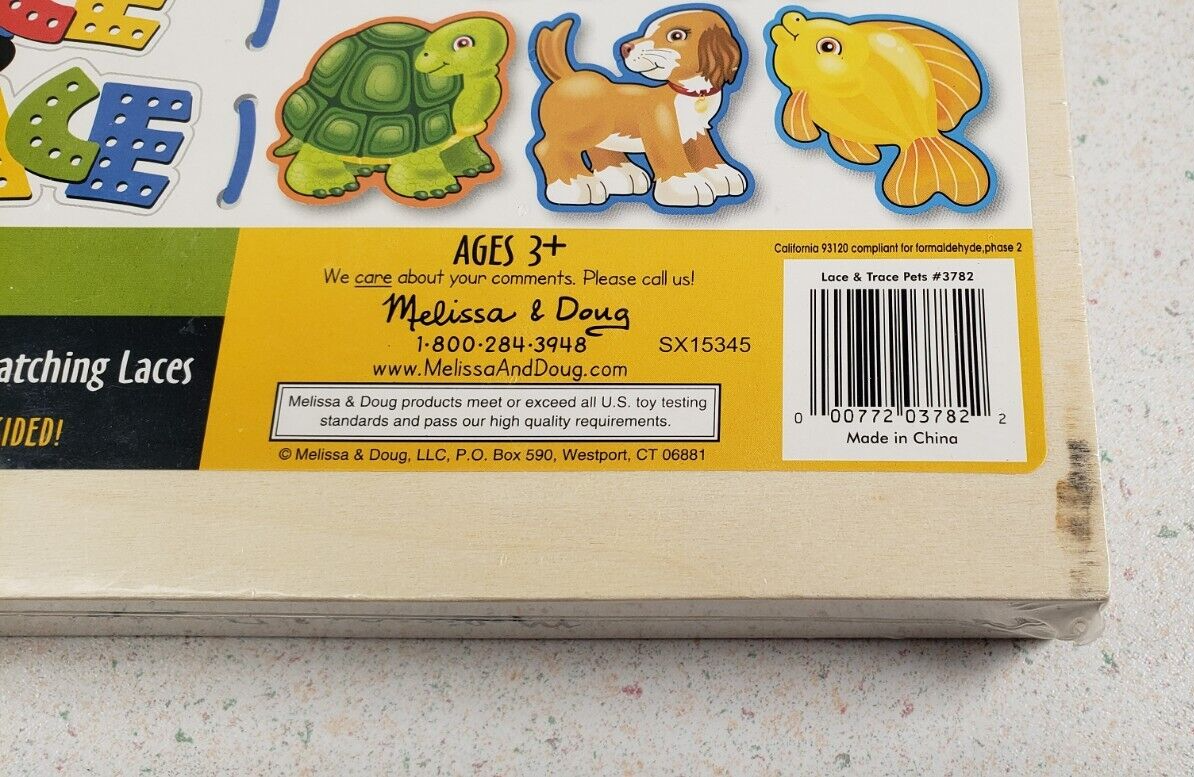 CE
ACE
AGES 3+
We care about your comments. Please call us!
Melissa & Doug
1·800·284·3948
SX15345
www.MelissaAndDoug.com
Melissa & Doug products meet or exceed all U.S. toy testing
standards and pass our high quality requirements.
© Melissa & Doug, LLC, P.O. Box 590, Westport, CT 06881
California 93120 compliant for formaldehyde,phase 2
Lace & Trace Pets #3782
0 00772 03782 2
Made in China
atching Laces
IDED!